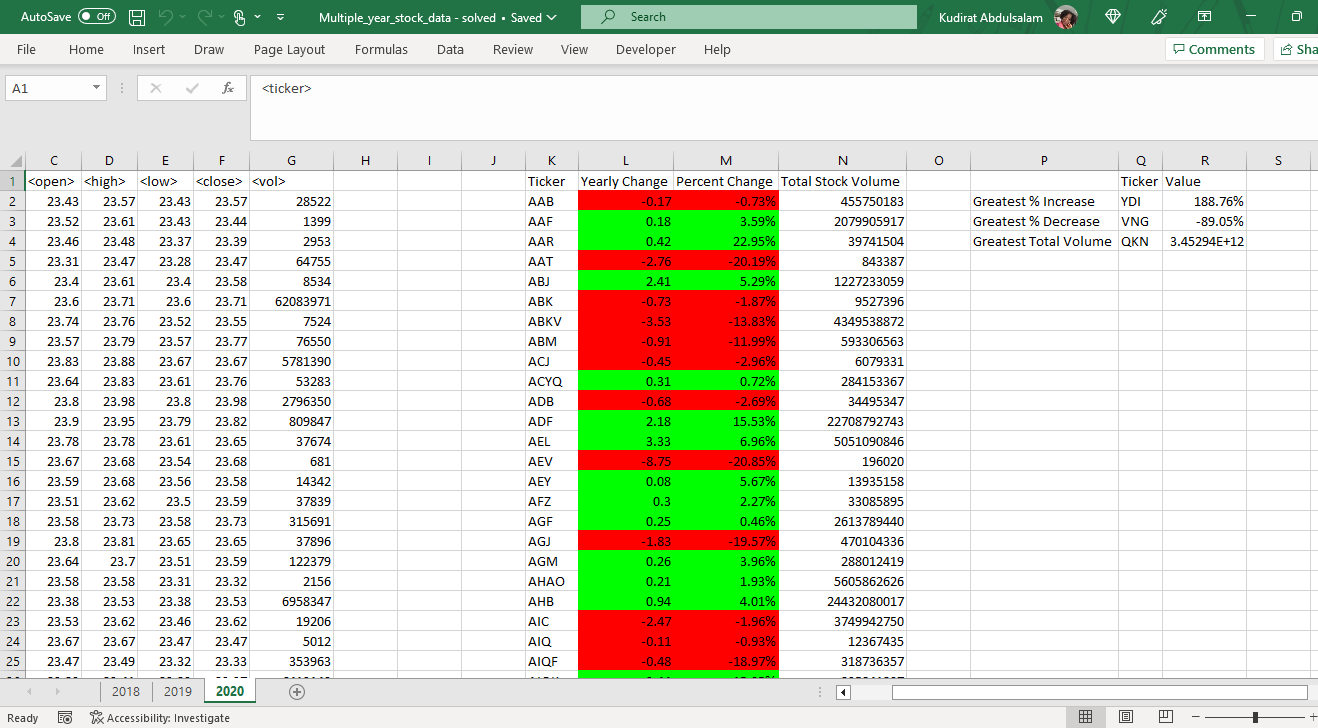 AutoSave Off Multiple_year_stock_data - solved • Saved Search Kudirat Abdulsalam
File Home Insert Draw Page Layout Formulas Data Review View Developer Help Comments Sha
A1 fx <ticker>
C D E F G H I J K L M N O P Q R S
1 <open> <high> <low> <close> <vol> Ticker Yearly Change Percent Change Total Stock Volume Ticker Value
2 23.43 23.57 23.43 23.57 28522 AAB -0.17 -0.73% 455750183 Greatest % Increase YDI 188.76%
3 23.52 23.61 23.43 23.44 1399 AAF 0.18 3.59% 2079905917 Greatest % Decrease VNG -89.05%
4 23.46 23.48 23.37 23.39 2953 AAR 0.42 22.95% 39741504 Greatest Total Volume QKN 3.45294E+12
5 23.31 23.47 23.28 23.47 64755 AAT -2.76 -20.19% 843387
6 23.4 23.61 23.4 23.58 8534 ABJ 2.41 5.29% 1227233059
7 23.6 23.71 23.6 23.71 62083971 ABK -0.73 -1.87% 9527396
8 23.74 23.76 23.52 23.55 7524 ABKV -3.53 -13.83% 4349538872
9 23.57 23.79 23.57 23.77 76550 ABM -0.91 -11.99% 593306563
10 23.83 23.88 23.67 23.67 5781390 ACJ -0.45 -2.96% 6079331
11 23.64 23.83 23.61 23.76 53283 ACYQ 0.31 0.72% 284153367
12 23.8 23.98 23.8 23.98 2796350 ADB -0.68 -2.69% 34495347
13 23.9 23.95 23.79 23.82 809847 ADF 2.18 15.53% 22708792743
14 23.78 23.78 23.61 23.65 37674 AEL 3.33 6.96% 5051090846
15 23.67 23.68 23.54 23.68 681 AEV -8.75 -20.85% 196020
16 23.59 23.68 23.56 23.58 14342 AEY 0.08 5.67% 13935158
17 23.51 23.62 23.5 23.59 37839 AFZ 0.3 2.27% 33085895
18 23.58 23.73 23.58 23.73 315691 AGF 0.25 0.46% 2613789440
19 23.8 23.81 23.65 23.65 37896 AGJ -1.83 -19.57% 470104336
20 23.64 23.7 23.51 23.59 122379 AGM 0.26 3.96% 288012419
21 23.58 23.58 23.31 23.32 2156 AHAO 0.21 1.93% 5605862626
22 23.38 23.53 23.38 23.53 6958347 AHB 0.94 4.01% 24432080017
23 23.53 23.62 23.46 23.62 19206 AIC -2.47 -1.96% 3749942750
24 23.67 23.67 23.47 23.47 5012 AIQ -0.11 -0.93% 12367435
25 23.47 23.49 23.32 23.33 353963 AIQF -0.48 -18.97% 318736357
2018 2019 2020
Ready Accessibility: Investigate